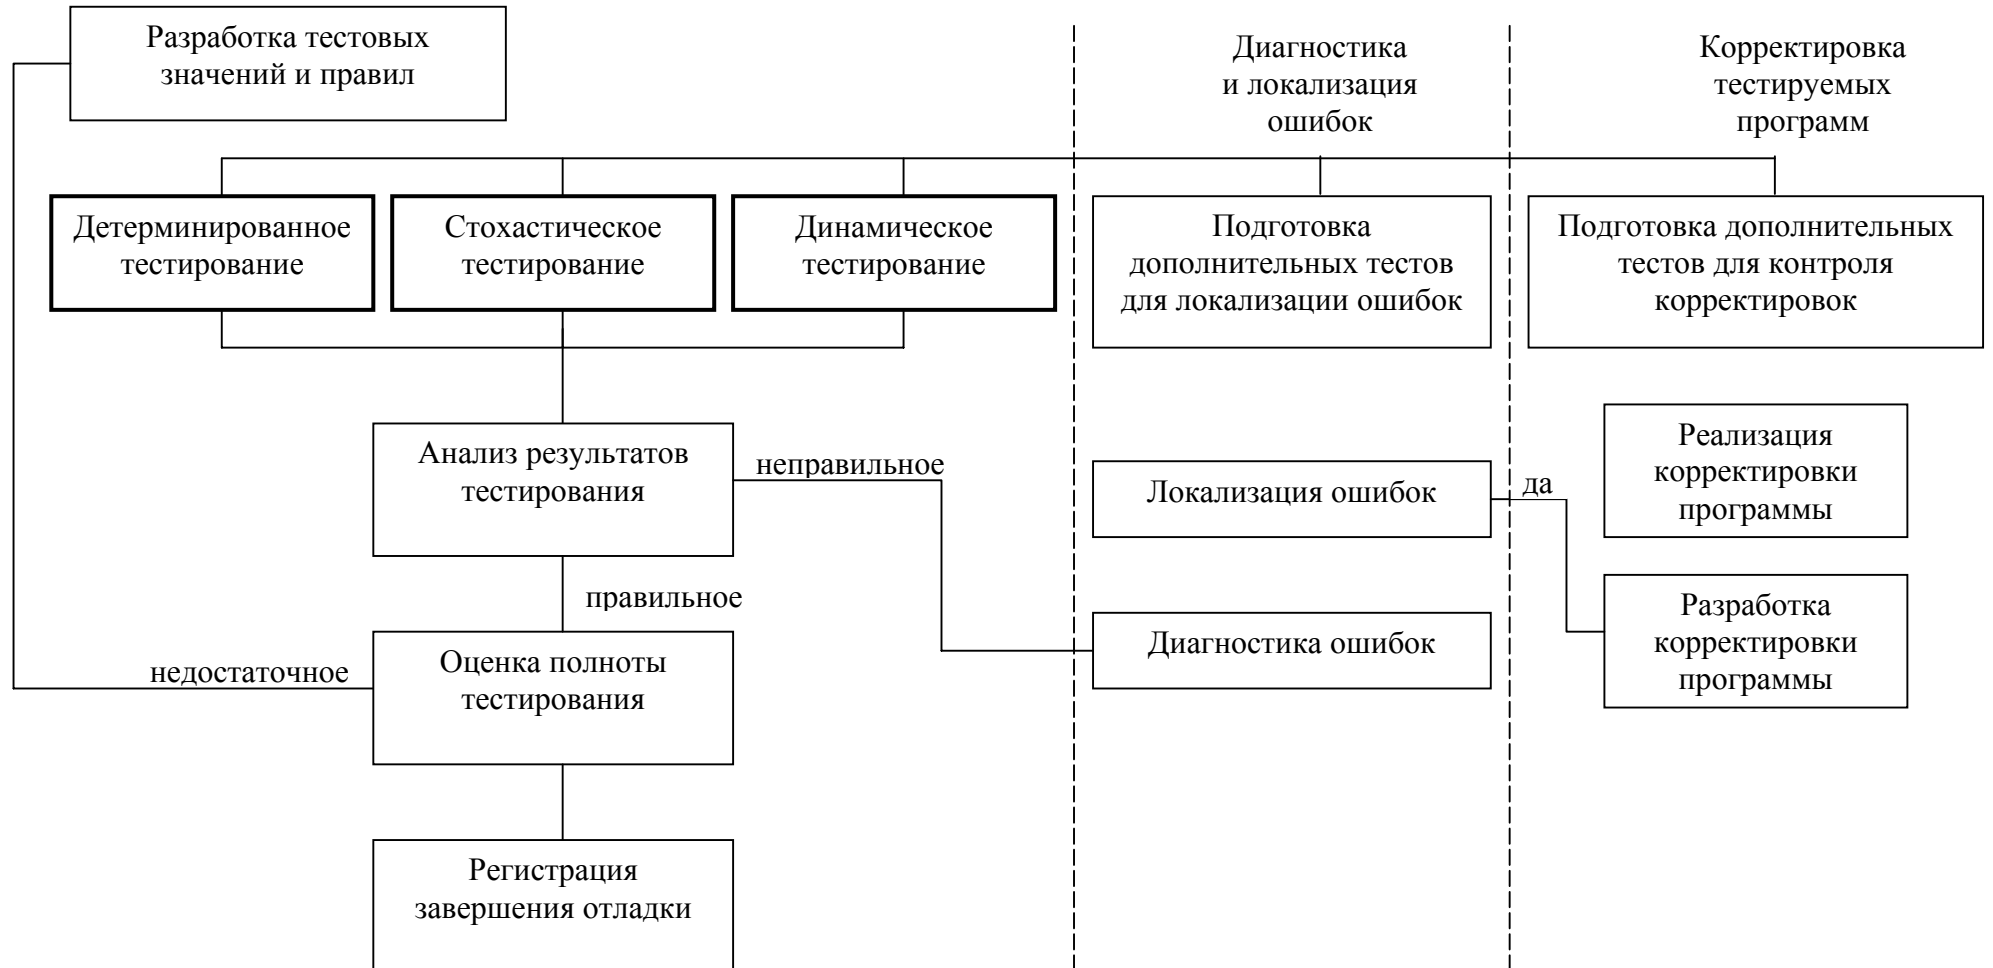 Разработка тестовых
значений и правил
Диагностика
и локализация
ошибок
Корректировка
тестируемых
программ
Детерминированное
тестирование
Стохастическое
тестирование
Динамическое
тестирование
Подготовка
дополнительных тестов
для локализации ошибок
Подготовка дополнительных
тестов для контроля
корректировок
Анализ результатов
тестирования
неправильное
Локализация ошибок
да
Реализация
корректировки
программы
правильное
Диагностика ошибок
Разработка
корректировки
программы
недостаточное
Оценка полноты
тестирования
Регистрация
завершения отладки